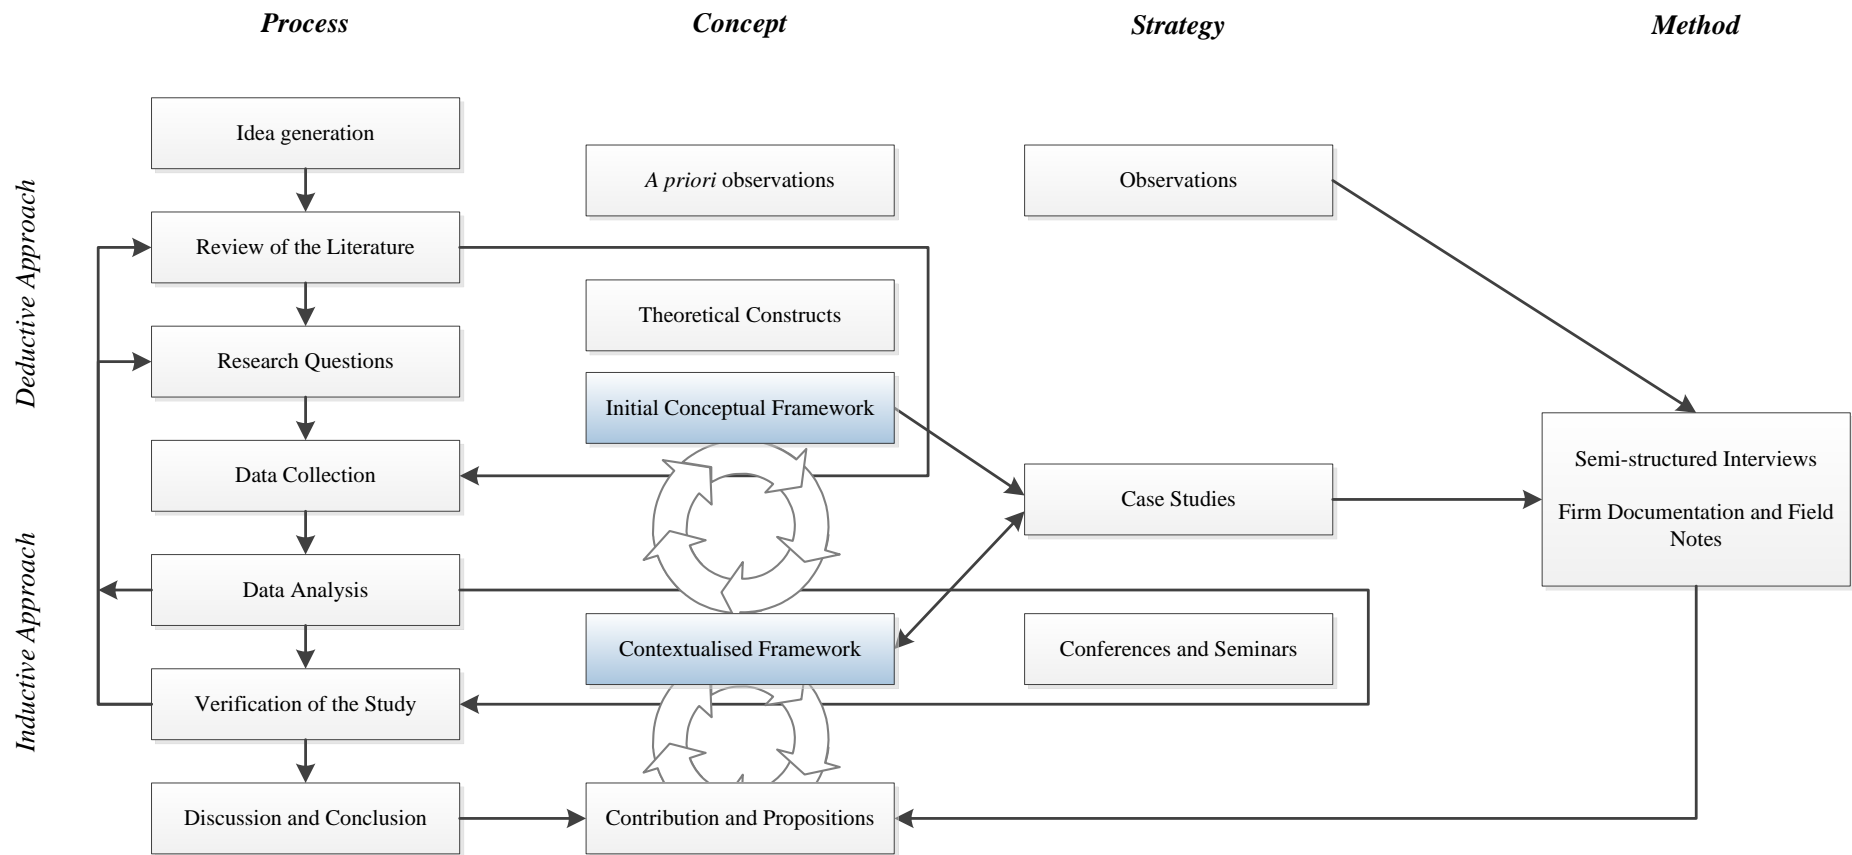 Process
Concept
Strategy
Method
Deductive Approach
Inductive Approach
Idea generation
Review of the Literature
Research Questions
Data Collection
Data Analysis
Verification of the Study
Discussion and Conclusion
A priori observations
Theoretical Constructs
Initial Conceptual Framework
Contextualised Framework
Contribution and Propositions
Observations
Case Studies
Conferences and Seminars
Semi-structured Interviews
Firm Documentation and Field
Notes